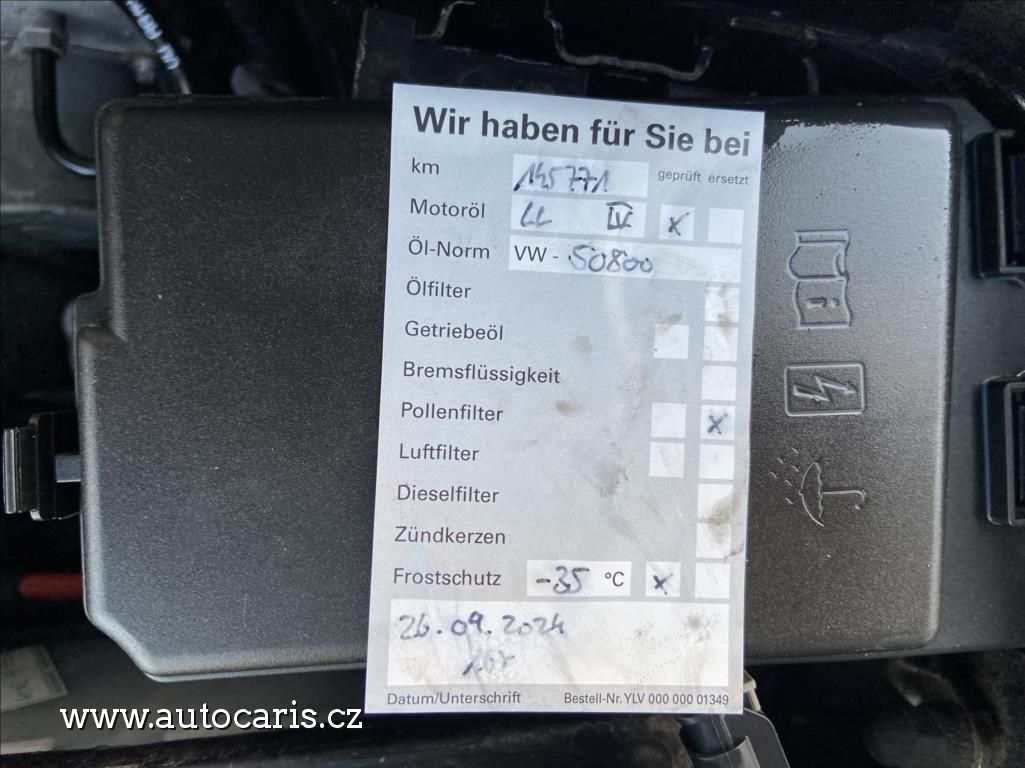 Wir haben für Sie bei
km 145771 geprüft ersetzt
Motoröl LL IV x
Öl-Norm VW - 50800
Ölfilter
Getriebeöl
Bremsflüssigkeit
Pollenfilter x
Luftfilter
Dieselfilter
Zündkerzen
Frostschutz -35 °C x
26.09.2024
Datum/Unterschrift Bestell-Nr. YLV 000 000 01349
www.autocaris.cz